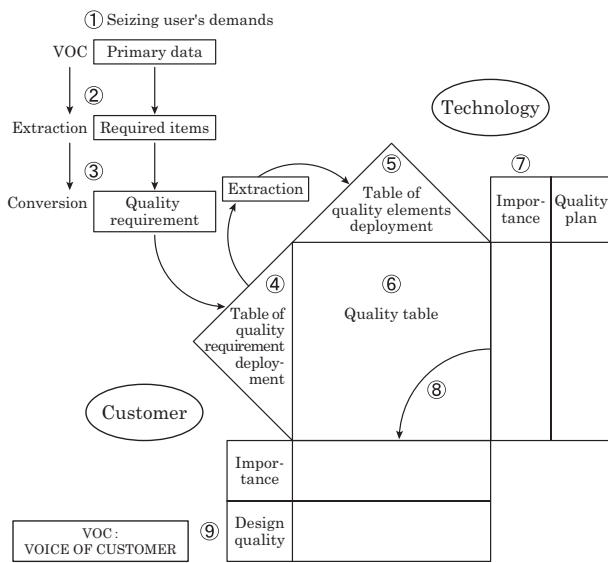 ① Seizing user's demands
VOC
Primary data
②
Extraction
Required items
③
Conversion
Quality
requirement
Extraction
Technology
⑤
Table of
quality elements
deployment
⑦
Impor-
tance
Quality
plan
④
Table of
quality
requirement
deploy-
ment
⑥
Quality table
⑧
Customer
Impor-
tance
⑨
Design
quality
VOC :
VOICE OF CUSTOMER